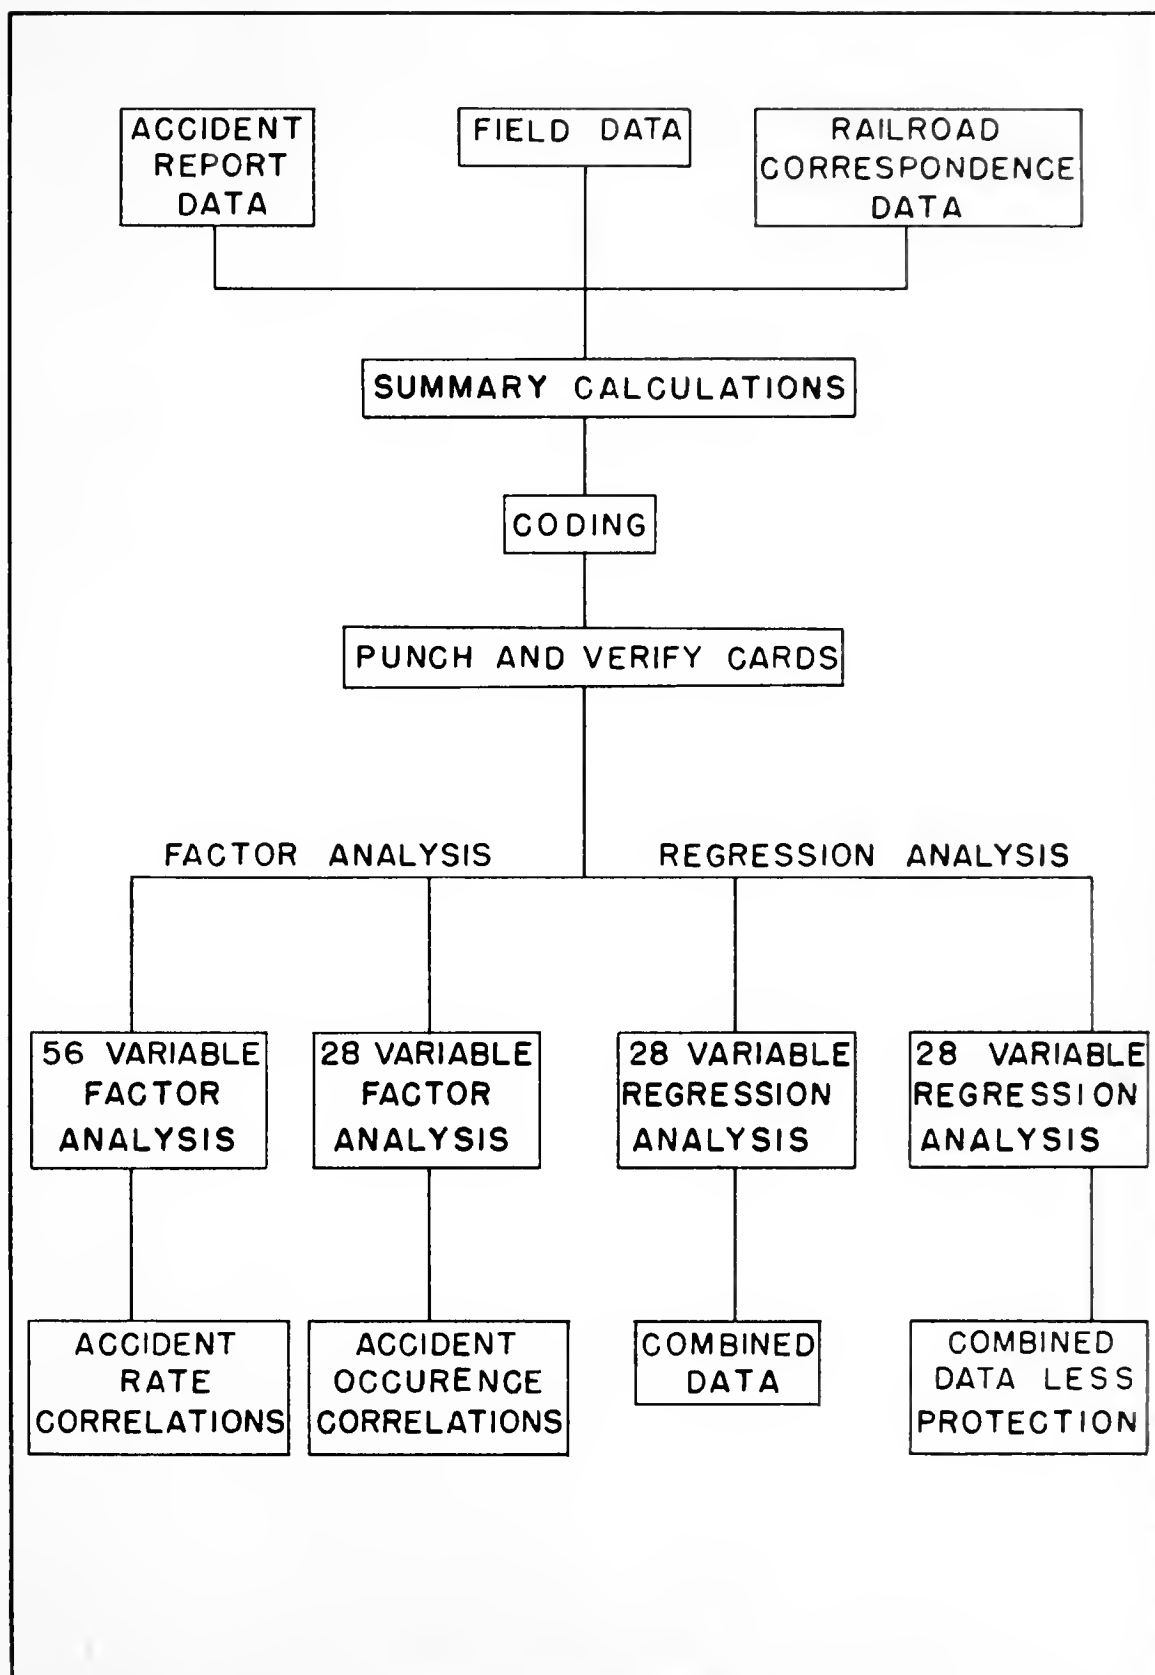 ACCIDENT
REPORT
DATA
FIELD DATA
RAILROAD
CORRESPONDENCE
DATA
SUMMARY CALCULATIONS
CODING
PUNCH AND VERIFY CARDS
FACTOR ANALYSIS
REGRESSION ANALYSIS
56 VARIABLE
FACTOR
ANALYSIS
28 VARIABLE
FACTOR
ANALYSIS
28 VARIABLE
REGRESSION
ANALYSIS
28 VARIABLE
REGRESSION
ANALYSIS
ACCIDENT
RATE
CORRELATIONS
ACCIDENT
OCCURENCE
CORRELATIONS
COMBINED
DATA
COMBINED
DATA LESS
PROTECTION